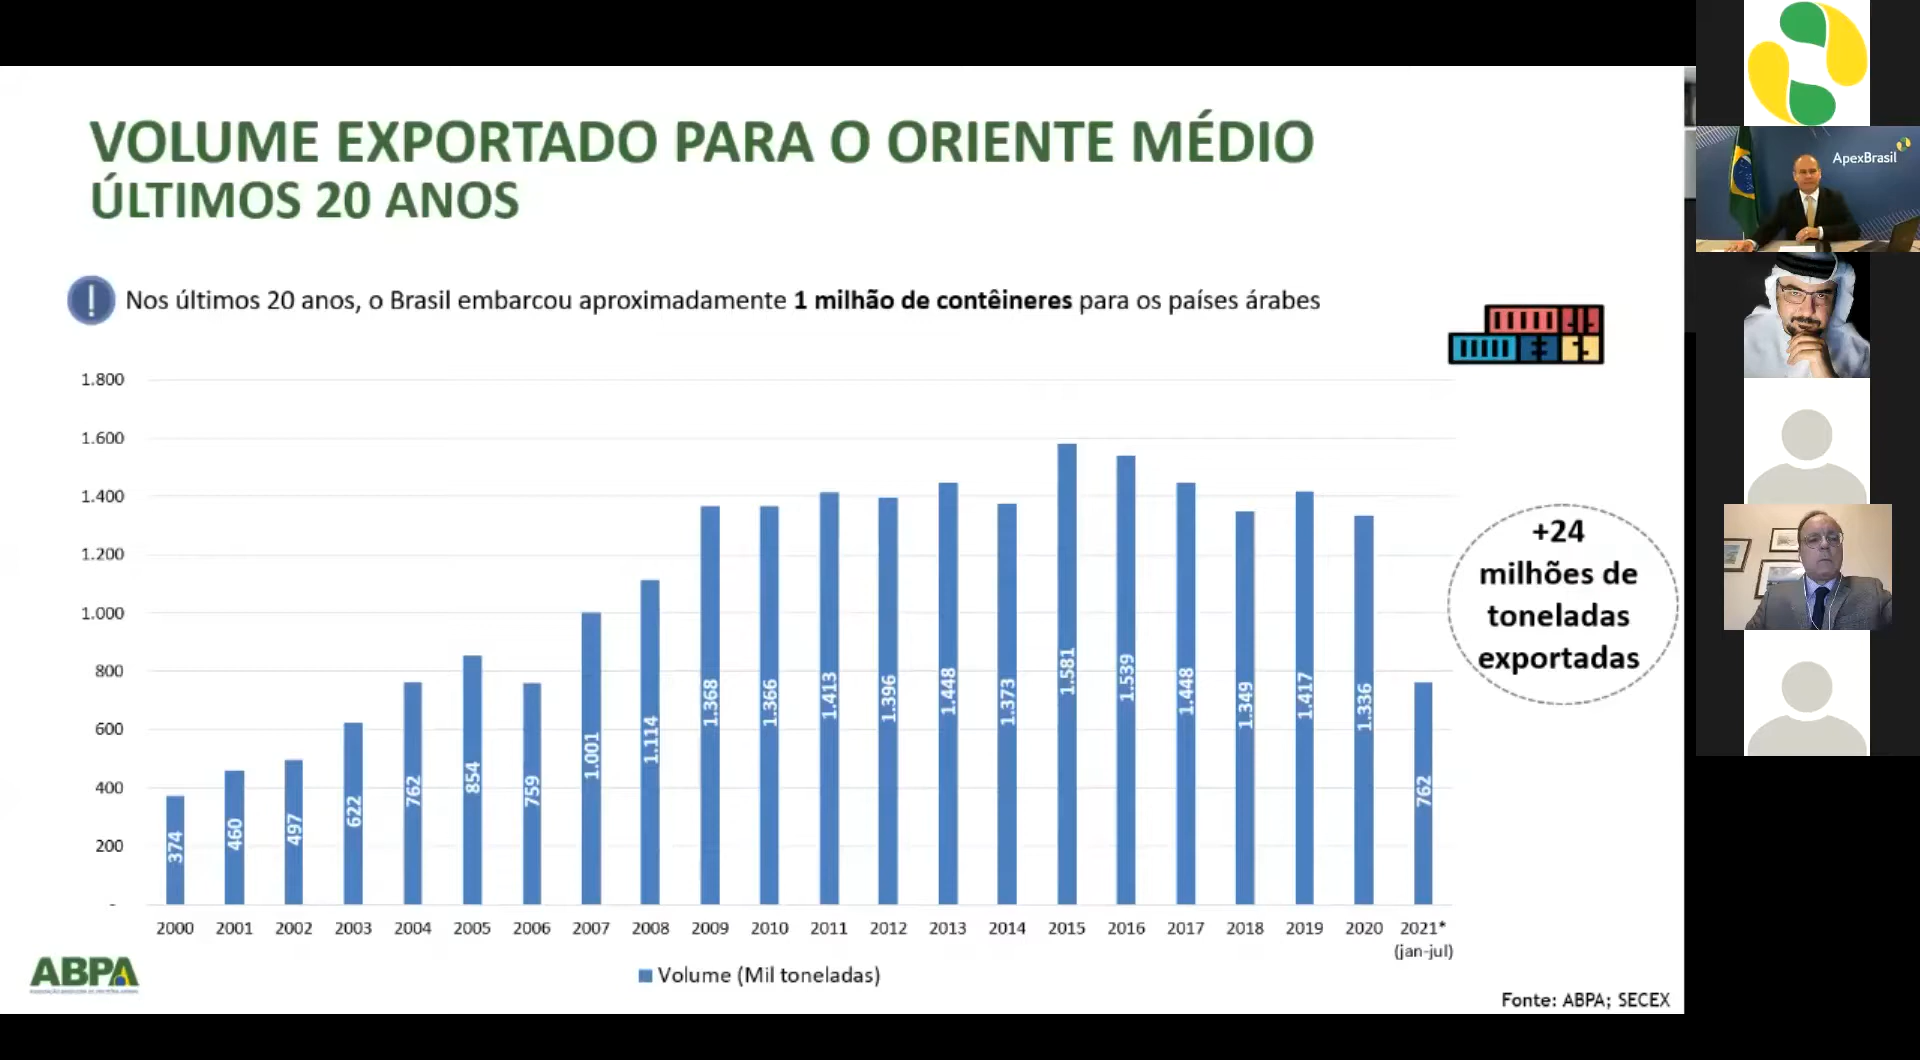 VOLUME EXPORTADO PARA O ORIENTE MÉDIO
ÚLTIMOS 20 ANOS
! Nos últimos 20 anos, o Brasil embarcou aproximadamente 1 milhão de contêineres para os países árabes
1.800
1.600
1.400
1.200
1.000
800
600
400
200
-
374
460
497
622
762
854
759
1.001
1.114
1.368
1.366
1.413
1.396
1.448
1.373
1.581
1.539
1.448
1.349
1.417
1.336
762
2000 2001 2002 2003 2004 2005 2006 2007 2008 2009 2010 2011 2012 2013 2014 2015 2016 2017 2018 2019 2020 2021*
(jan-jul)
Volume (Mil toneladas)
+24
milhões de
toneladas
exportadas
ABPA
Fonte: ABPA; SECEX
ApexBrasil